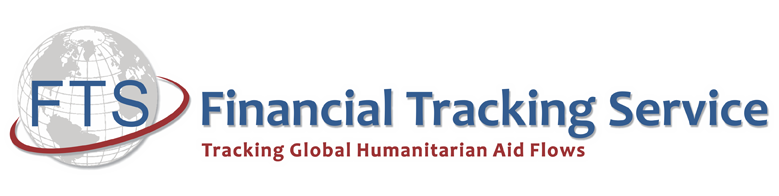 FTS
Financial Tracking Service
Tracking Global Humanitarian Aid Flows